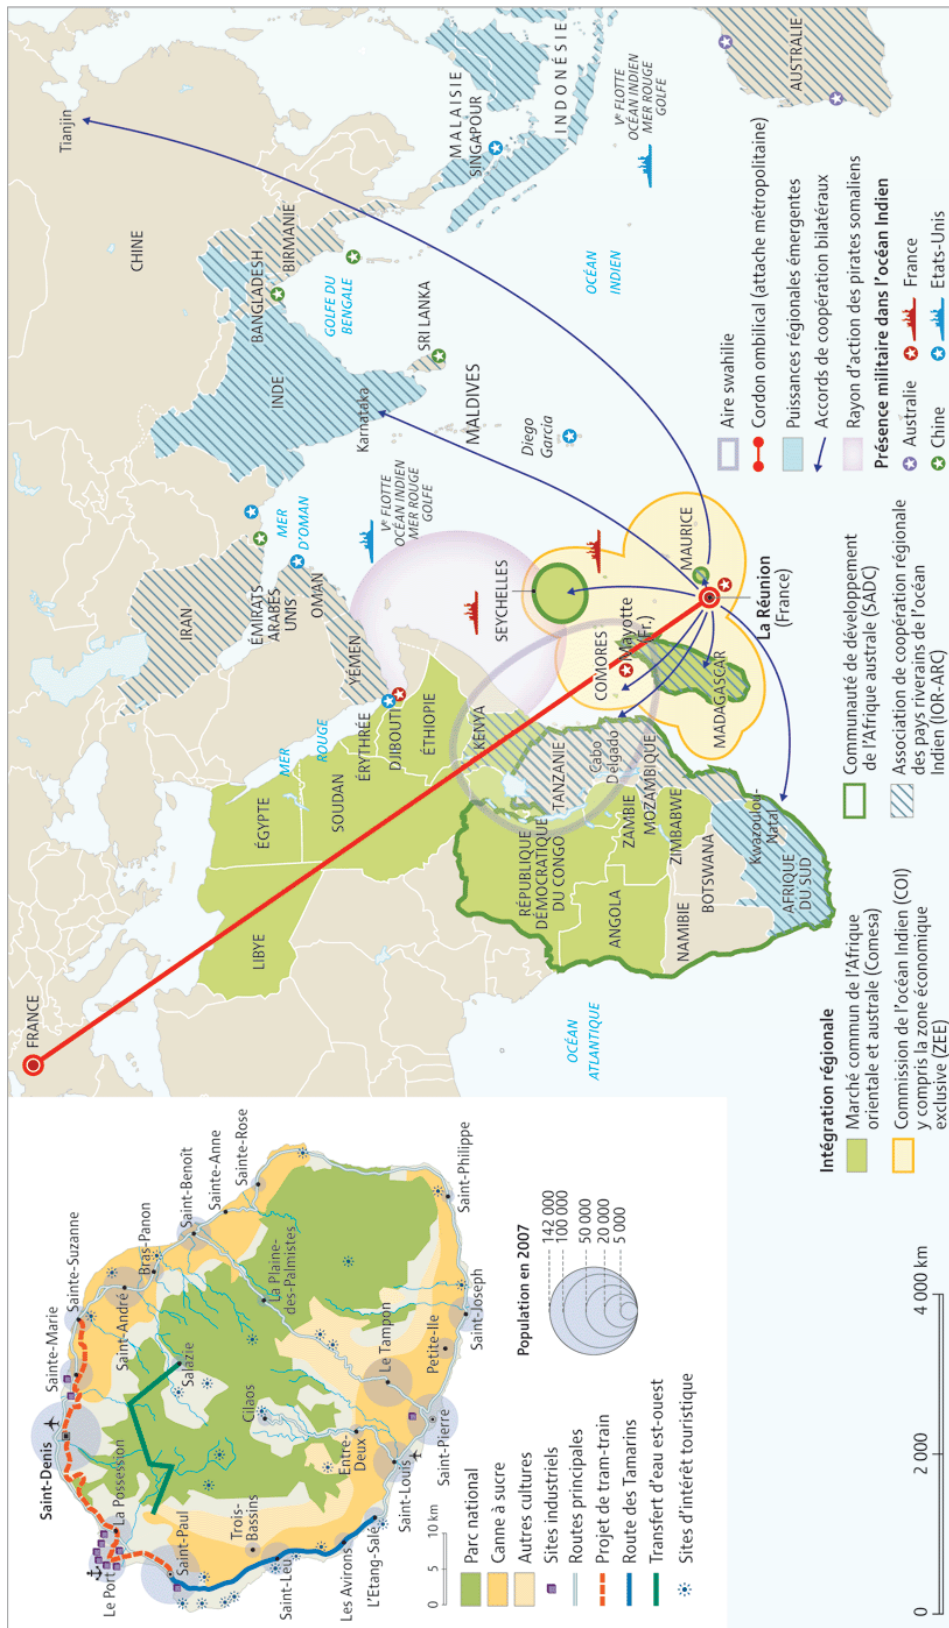 Saint-Denis
Sainte-Marie
Sainte-Suzanne
La Possession
Le Port
Saint-André
Bras-Panon
Saint-Benoît
Sainte-Anne
Sainte-Rose
Saint-Paul
Salazie
La Plaine-
des-Palmistes
Trois-
Bassins
Cilaos
Saint-Leu
Entre-
Deux
Le Tampon
Les Avirons
L'Etang-Salé
Saint-Louis
Saint-Pierre
Petite-Ile
Saint-Joseph
Saint-Philippe
0 5 10 km
Parc national
Canne à sucre
Autres cultures
Sites industriels
Routes principales
Projet de tram-train
Route des Tamarins
Transfert d'eau est-ouest
Sites d'intérêt touristique
Population en 2007
142 000
100 000
50 000
20 000
5 000
0 2 000 4 000 km
FRANCE
CHINE
Tianjin
LIBYE
ÉGYPTE
SOUDAN
ÉRYTHRÉE
DJIBOUTI
ÉTHIOPIE
KENYA
MER
ROUGE
YEMEN
OMAN
ÉMIRATS
ARABES
UNIS
IRAN
MER
D'OMAN
INDE
Karnataka
BANGLADESH
BIRMANIE
GOLFE DU
BENGALE
SRI LANKA
MALDIVES
MALAISIE
SINGAPOUR
INDONÉSIE
AUSTRALIE
Diego
Garcia
Vᵉ FLOTTE
OCÉAN INDIEN
MER ROUGE
GOLFE
Vᵉ FLOTTE
OCÉAN INDIEN
MER ROUGE
GOLFE
OCÉAN
INDIEN
OCÉAN
ATLANTIQUE
RÉPUBLIQUE
DÉMOCRATIQUE
DU CONGO
TANZANIE
Cabo
Delgado
ANGOLA
ZAMBIE
MOZAMBIQUE
ZIMBABWE
NAMIBIE
BOTSWANA
Kwazoulou-
Natal
AFRIQUE
DU SUD
SEYCHELLES
COMORES
Mayotte
(Fr.)
MADAGASCAR
MAURICE
La Réunion
(France)
Intégration régionale
Marché commun de l'Afrique
orientale et australe (Comesa)
Commission de l'océan Indien (COI)
y compris la zone économique
exclusive (ZEE)
Communauté de développement
de l'Afrique australe (SADC)
Association de coopération régionale
des pays riverains de l'océan
Indien (IOR-ARC)
Aire swahilie
Cordon ombilical (attache métropolitaine)
Puissances régionales émergentes
Accords de coopération bilatéraux
Rayon d'action des pirates somaliens
Présence militaire dans l'océan Indien
Australie
France
Chine
Etats-Unis